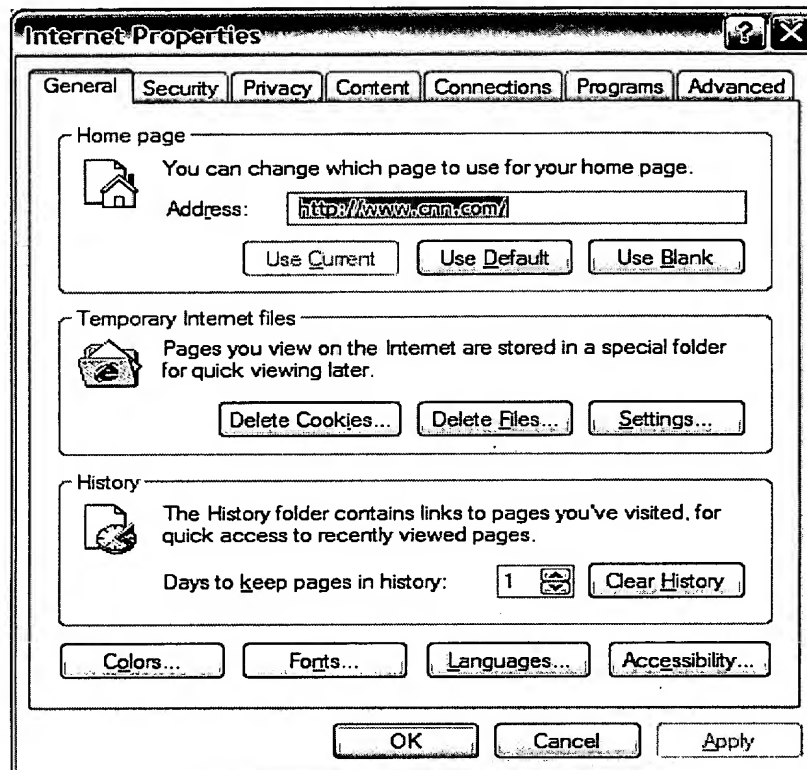 Internet Properties
General Security Privacy Content Connections Programs Advanced
Home page
You can change which page to use for your home page.
Address: http://www.cnn.com/
Use Current Use Default Use Blank
Temporary Internet files
Pages you view on the Internet are stored in a special folder
for quick viewing later.
Delete Cookies... Delete Files... Settings...
History
The History folder contains links to pages you've visited, for
quick access to recently viewed pages.
Days to keep pages in history: 1 Clear History
Colors... Fonts... Languages... Accessibility...
OK Cancel Apply